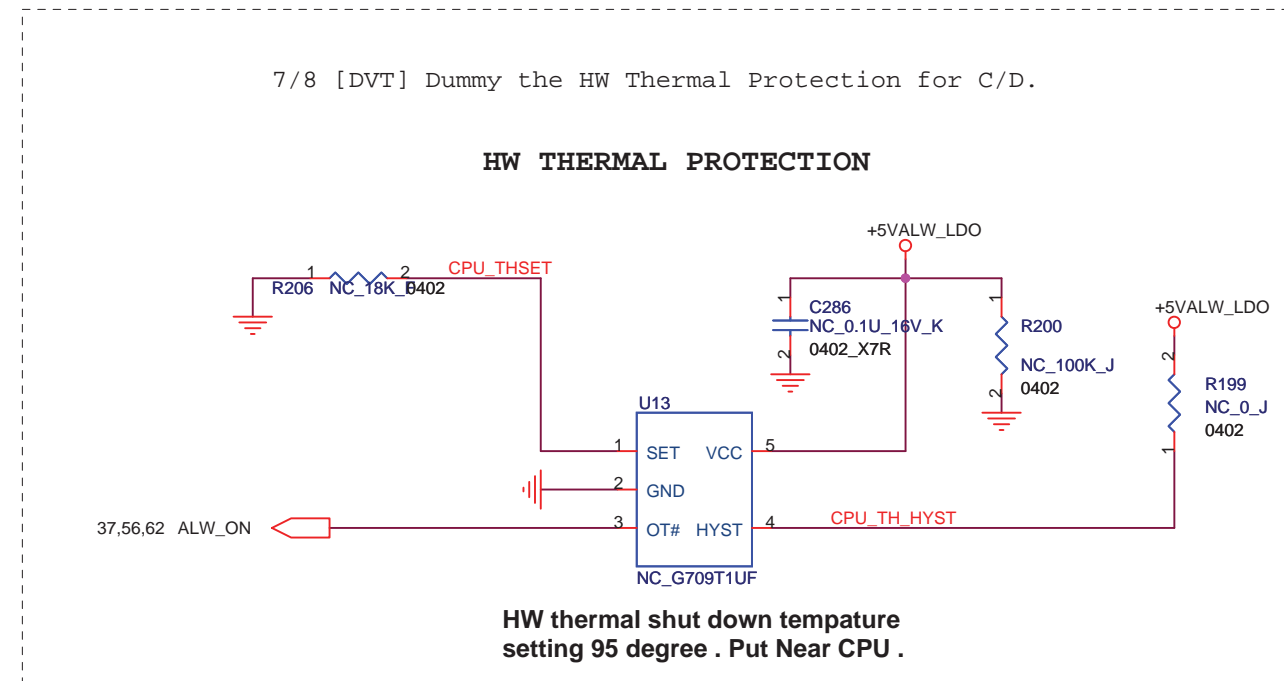 7/8 [DVT] Dummy the HW Thermal Protection for C/D.
HW THERMAL PROTECTION
+5VALW_LDO
+5VALW_LDO
1
2
CPU_THSET
R206
NC_18K_F
0402
1
C286
NC_0.1U_16V_K
2
0402_X7R
1
R200
NC_100K_J
2
0402
2
R199
NC_0_J
0402
1
U13
1
SET
VCC
5
2
GND
37,56,62 ALW_ON
3
OT#
HYST
4
CPU_TH_HYST
NC_G709T1UF
HW thermal shut down tempature
setting 95 degree . Put Near CPU .